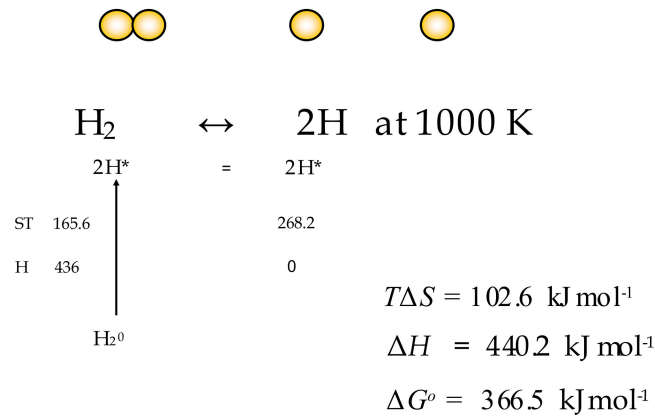 H₂ ↔ 2H at 1000 K
2H* = 2H*
ST 165.6 268.2
H 436 0
TΔS = 102.6 kJ mol⁻¹
H₂⁰
ΔH = 440.2 kJ mol⁻¹
ΔGᵒ = 366.5 kJ mol⁻¹